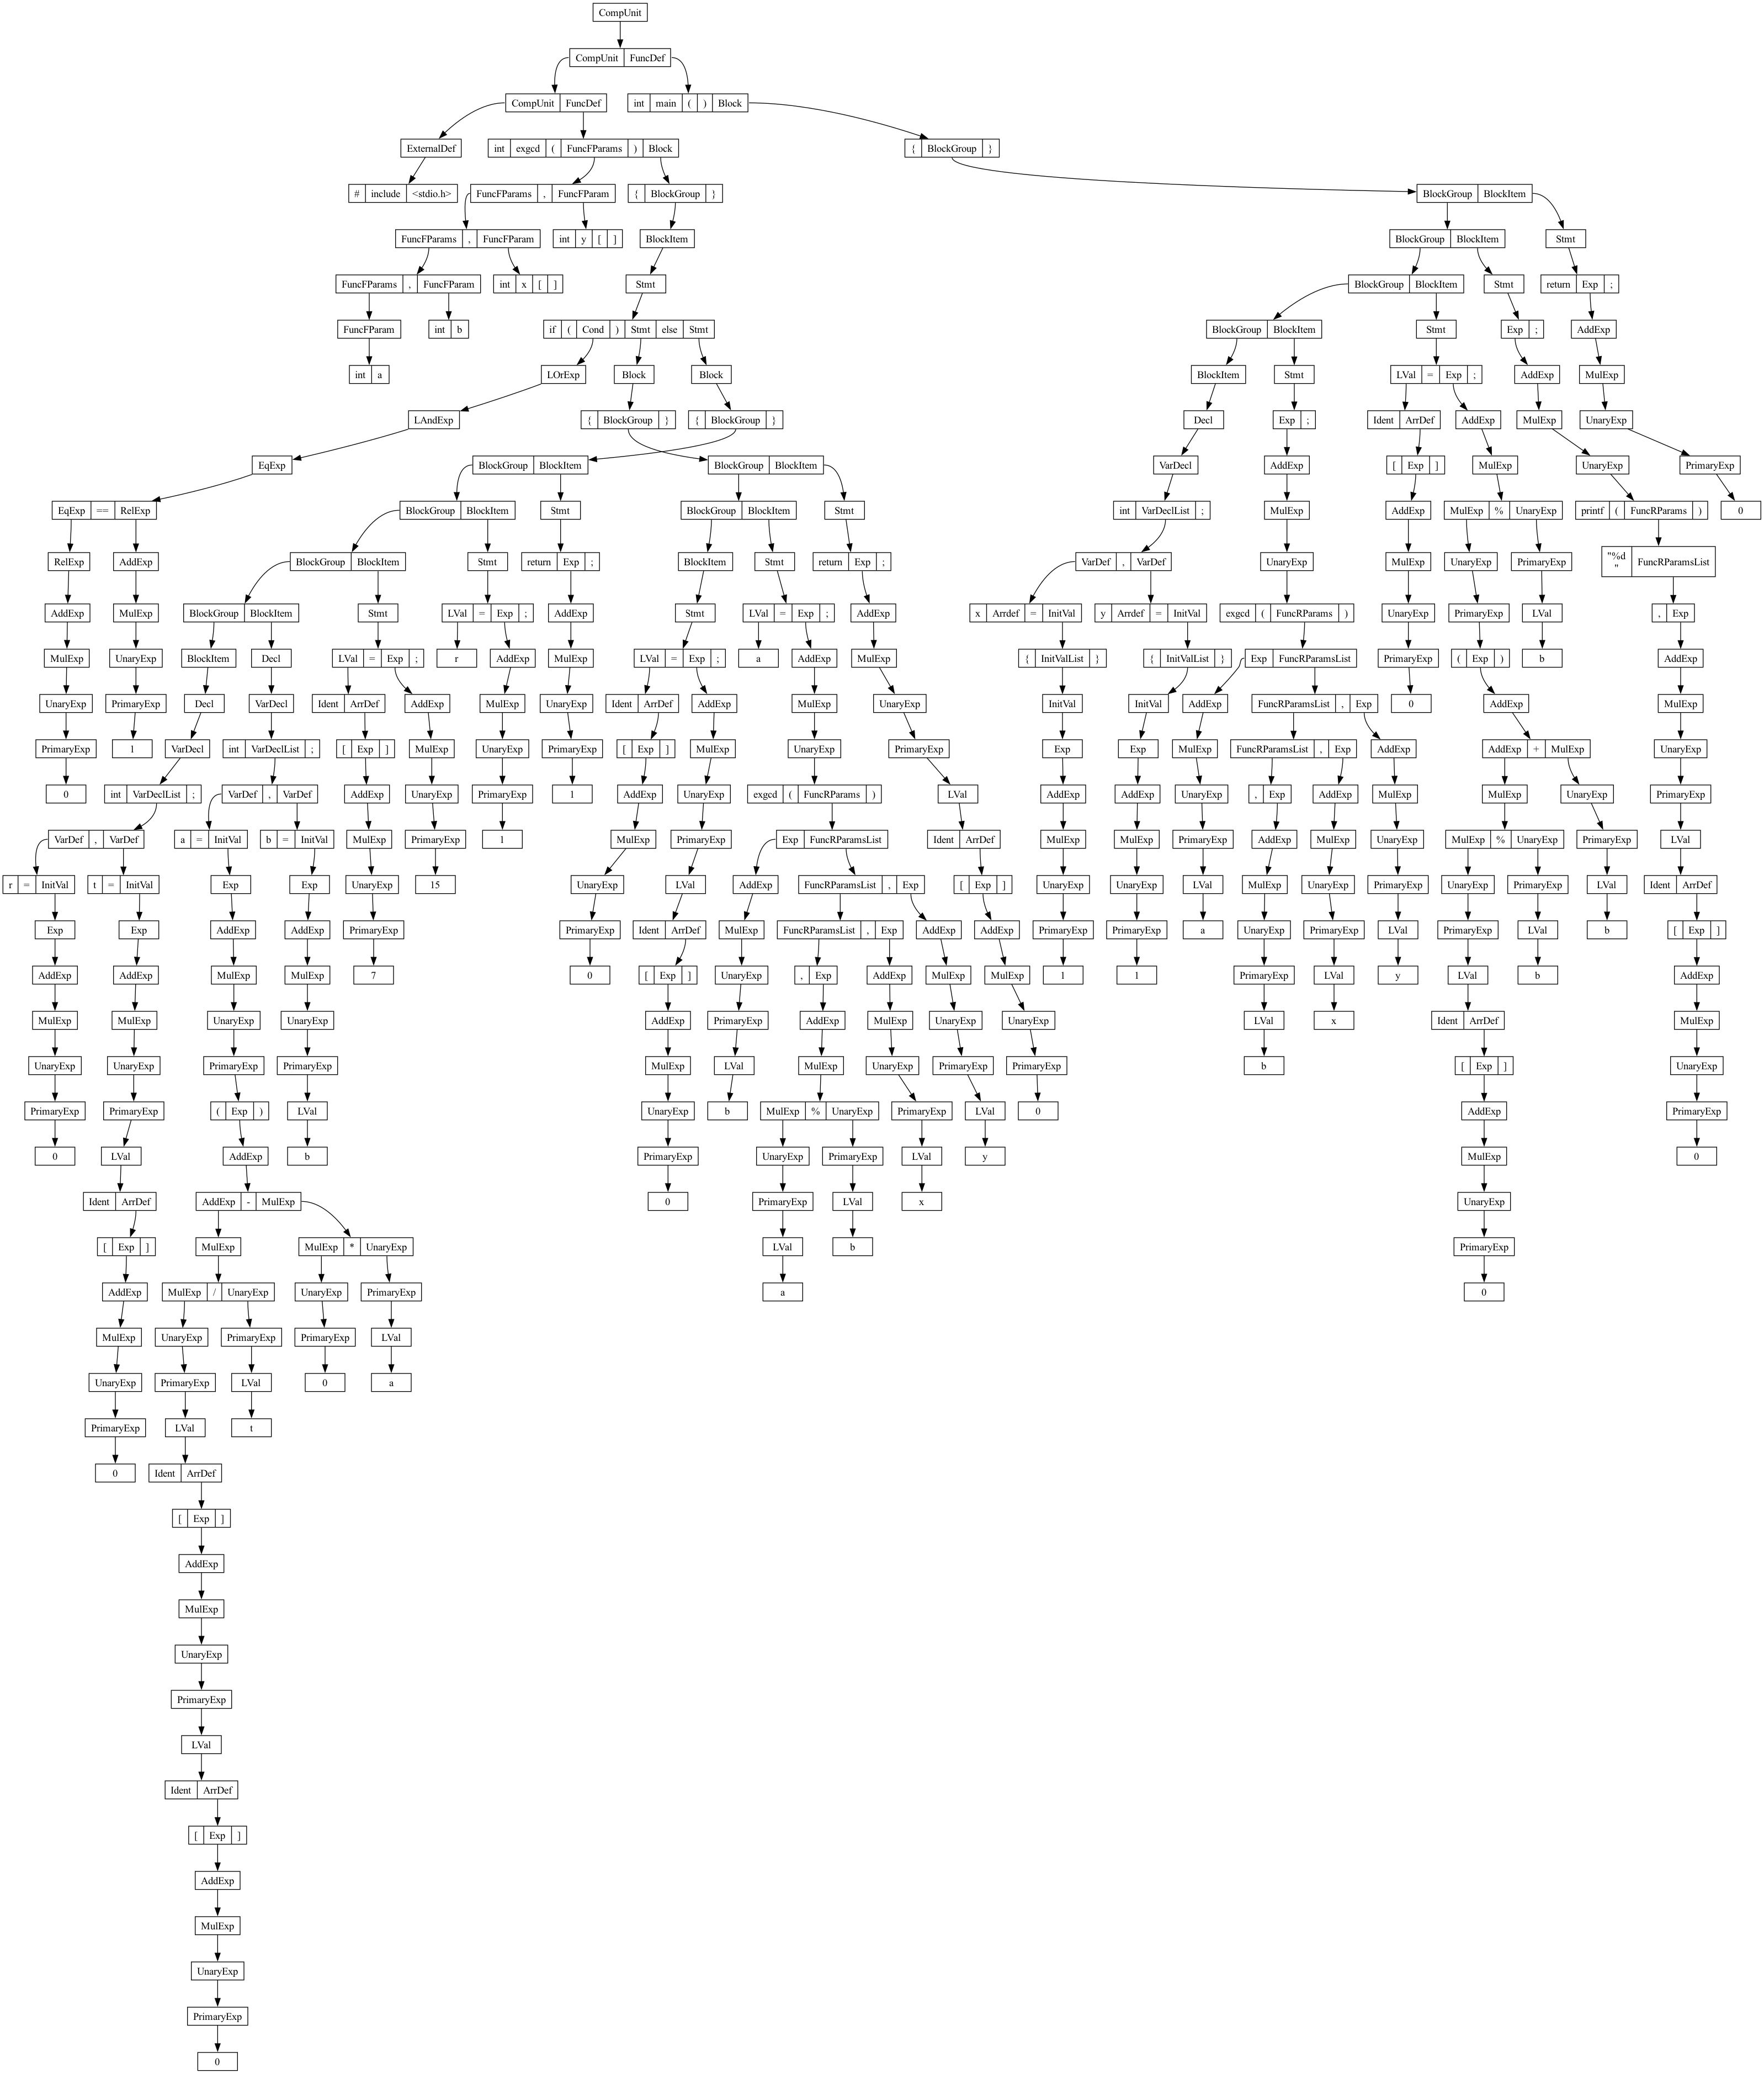 CompUnit
CompUnit FuncDef
CompUnit FuncDef int main ( ) Block
ExternalDef int exgcd ( FuncFParams ) Block { BlockGroup }
# include <stdio.h> FuncFParams , FuncFParam { BlockGroup } BlockGroup BlockItem
FuncFParams , FuncFParam int y [ ] BlockItem BlockGroup BlockItem Stmt
FuncFParams , FuncFParam int x [ ] Stmt BlockGroup BlockItem Stmt return Exp ;
FuncFParam int b if ( Cond ) Stmt else Stmt BlockGroup BlockItem Stmt Exp ; AddExp
int a LOrExp Block Block BlockItem Stmt LVal = Exp ; AddExp MulExp
LAndExp { BlockGroup } { BlockGroup } Decl Exp ; Ident ArrDef AddExp MulExp UnaryExp
EqExp BlockGroup BlockItem BlockGroup BlockItem VarDecl AddExp [ Exp ] MulExp UnaryExp PrimaryExp
EqExp == RelExp BlockGroup BlockItem Stmt BlockGroup BlockItem Stmt int VarDeclList ; MulExp AddExp MulExp % UnaryExp printf ( FuncRParams ) 0
RelExp AddExp BlockGroup BlockItem Stmt return Exp ; BlockItem Stmt return Exp ; VarDef , VarDef UnaryExp MulExp UnaryExp PrimaryExp "%d
" FuncRParamsList
AddExp MulExp BlockGroup BlockItem Stmt LVal = Exp ; AddExp Stmt LVal = Exp ; AddExp x Arrdef = InitVal y Arrdef = InitVal exgcd ( FuncRParams ) UnaryExp PrimaryExp LVal , Exp
MulExp UnaryExp BlockItem Decl LVal = Exp ; r AddExp MulExp LVal = Exp ; a AddExp MulExp { InitValList } { InitValList } Exp FuncRParamsList PrimaryExp ( Exp ) b AddExp
UnaryExp PrimaryExp Decl VarDecl Ident ArrDef AddExp MulExp UnaryExp Ident ArrDef AddExp MulExp UnaryExp InitVal InitVal AddExp FuncRParamsList , Exp 0 AddExp MulExp
PrimaryExp 1 VarDecl int VarDeclList ; [ Exp ] MulExp UnaryExp PrimaryExp [ Exp ] MulExp UnaryExp PrimaryExp Exp Exp MulExp FuncRParamsList , Exp AddExp AddExp + MulExp UnaryExp
0 int VarDeclList ; VarDef , VarDef AddExp UnaryExp PrimaryExp 1 AddExp UnaryExp exgcd ( FuncRParams ) LVal AddExp AddExp UnaryExp , Exp AddExp MulExp MulExp UnaryExp PrimaryExp
VarDef , VarDef a = InitVal b = InitVal MulExp PrimaryExp 1 MulExp PrimaryExp Exp FuncRParamsList Ident ArrDef MulExp MulExp PrimaryExp AddExp MulExp UnaryExp MulExp % UnaryExp PrimaryExp LVal
r = InitVal t = InitVal Exp Exp UnaryExp 15 UnaryExp LVal AddExp FuncRParamsList , Exp [ Exp ] UnaryExp UnaryExp LVal MulExp UnaryExp PrimaryExp UnaryExp PrimaryExp LVal Ident ArrDef
Exp Exp AddExp AddExp PrimaryExp PrimaryExp Ident ArrDef MulExp FuncRParamsList , Exp AddExp AddExp PrimaryExp PrimaryExp a UnaryExp PrimaryExp LVal PrimaryExp LVal b [ Exp ]
AddExp AddExp MulExp MulExp 7 0 [ Exp ] UnaryExp , Exp AddExp MulExp MulExp 1 1 PrimaryExp LVal y LVal b AddExp
MulExp MulExp UnaryExp UnaryExp AddExp PrimaryExp AddExp MulExp UnaryExp UnaryExp LVal x Ident ArrDef MulExp
UnaryExp UnaryExp PrimaryExp PrimaryExp MulExp LVal MulExp UnaryExp PrimaryExp PrimaryExp b [ Exp ] UnaryExp
PrimaryExp PrimaryExp ( Exp ) LVal UnaryExp b MulExp % UnaryExp PrimaryExp LVal 0 AddExp PrimaryExp
0 LVal AddExp b PrimaryExp UnaryExp PrimaryExp LVal y MulExp 0
Ident ArrDef AddExp - MulExp 0 PrimaryExp LVal x UnaryExp
[ Exp ] MulExp MulExp * UnaryExp LVal b PrimaryExp
AddExp MulExp / UnaryExp UnaryExp PrimaryExp a 0
MulExp UnaryExp PrimaryExp PrimaryExp LVal
UnaryExp PrimaryExp LVal 0 a
PrimaryExp LVal t
0 Ident ArrDef
[ Exp ]
AddExp
MulExp
UnaryExp
PrimaryExp
LVal
Ident ArrDef
[ Exp ]
AddExp
MulExp
UnaryExp
PrimaryExp
0